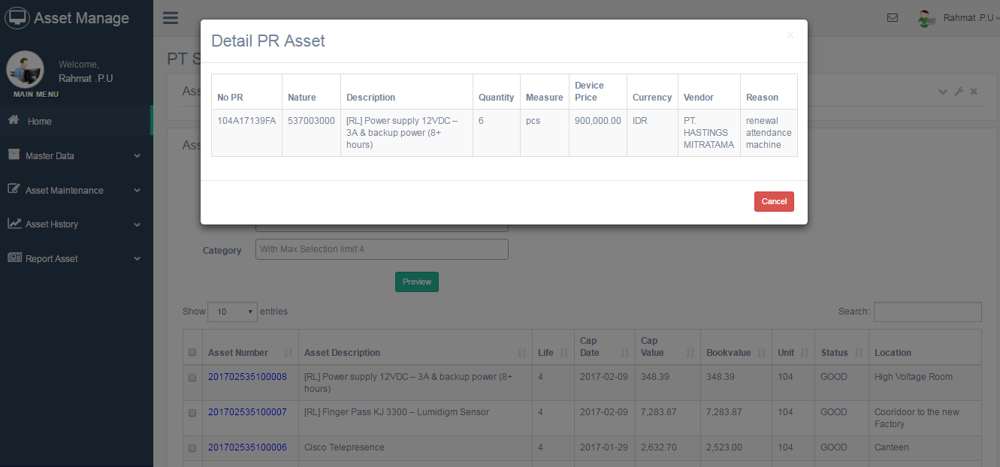 Asset Manage
Rahmat .P.U
Welcome,
Rahmat .P.U
MAIN MENU
Home
Master Data
Asset Maintenance
Asset History
Report Asset
PT S
Ass
Ass
Detail PR Asset
×
No PR Nature Description Quantity Measure Device Price Currency Vendor Reason
104A17139FA 537003000 [RL] Power supply 12VDC – 6 pcs 900,000.00 IDR PT. renewal
3A & backup power (8+ HASTINGS attendance
hours) MITRATAMA machine
Cancel
Category With Max Selection limit 4
Preview
Show 10 entries Search:
Asset Number Asset Description Life Cap Date Cap Value Bookvalue Unit Status Location
201702535100008 [RL] Power supply 12VDC – 3A & backup power (8+ 4 2017-02-09 348.39 348.39 104 GOOD High Voltage Room
hours)
201702535100007 [RL] Finger Pass KJ 3300 – Lumidigm Sensor 4 2017-02-09 7,283.87 7,283.87 104 GOOD Cooridoor to the new
Factory
201702535100006 Cisco Telepresence 4 2017-01-29 2,632.70 2,523.00 104 GOOD Canteen